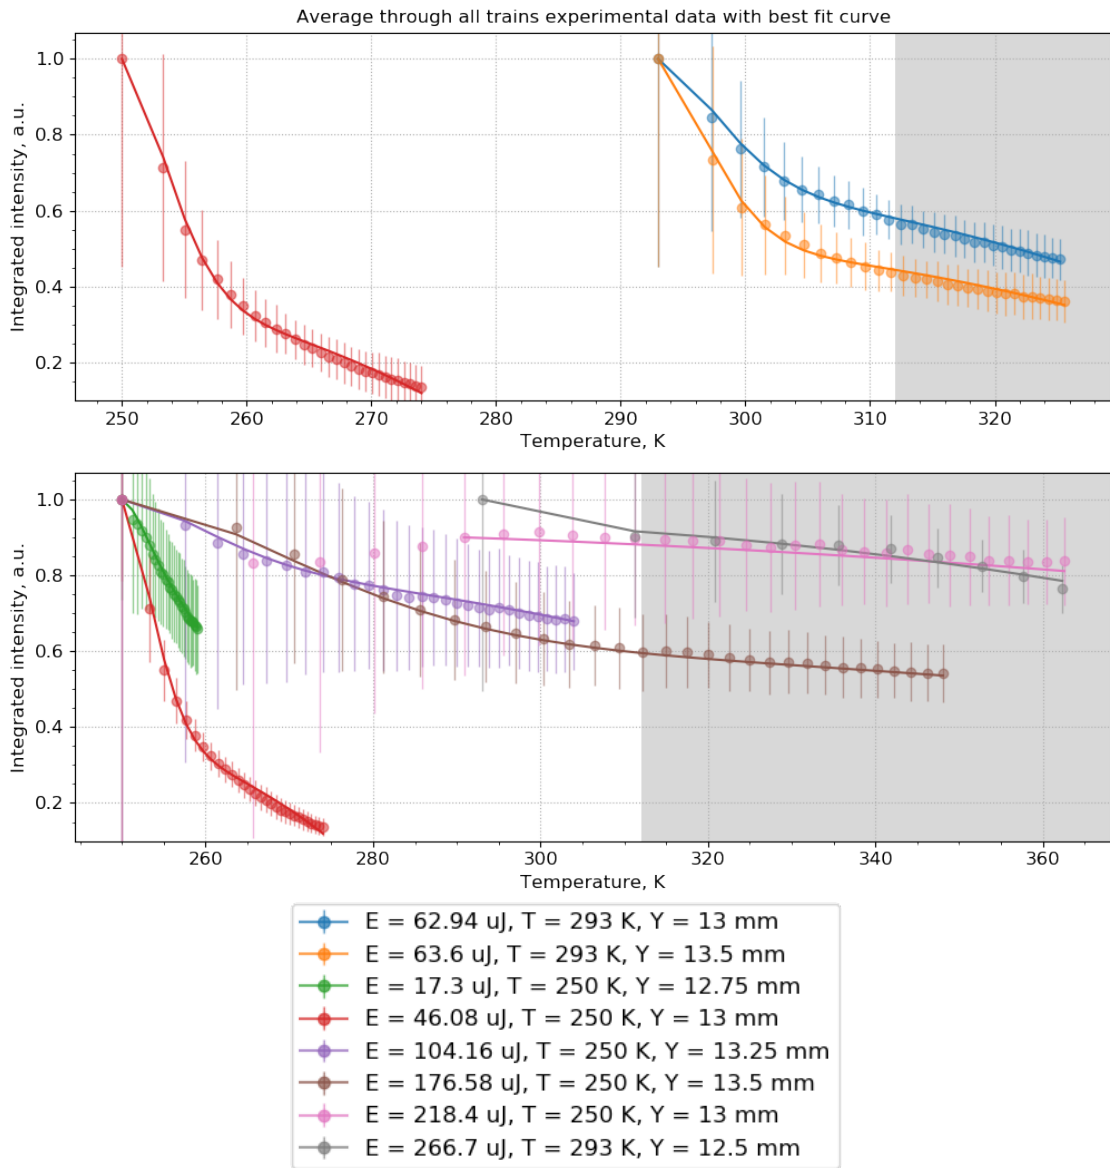 Average through all trains experimental data with best fit curve
Integrated intensity, a.u.
1.0
0.8
0.6
0.4
0.2
250
260
270
280
290
300
310
320
Temperature, K
Integrated intensity, a.u.
1.0
0.8
0.6
0.4
0.2
260
280
300
320
340
360
Temperature, K
E = 62.94 uJ, T = 293 K, Y = 13 mm
E = 63.6 uJ, T = 293 K, Y = 13.5 mm
E = 17.3 uJ, T = 250 K, Y = 12.75 mm
E = 46.08 uJ, T = 250 K, Y = 13 mm
E = 104.16 uJ, T = 250 K, Y = 13.25 mm
E = 176.58 uJ, T = 250 K, Y = 13.5 mm
E = 218.4 uJ, T = 250 K, Y = 13 mm
E = 266.7 uJ, T = 293 K, Y = 12.5 mm